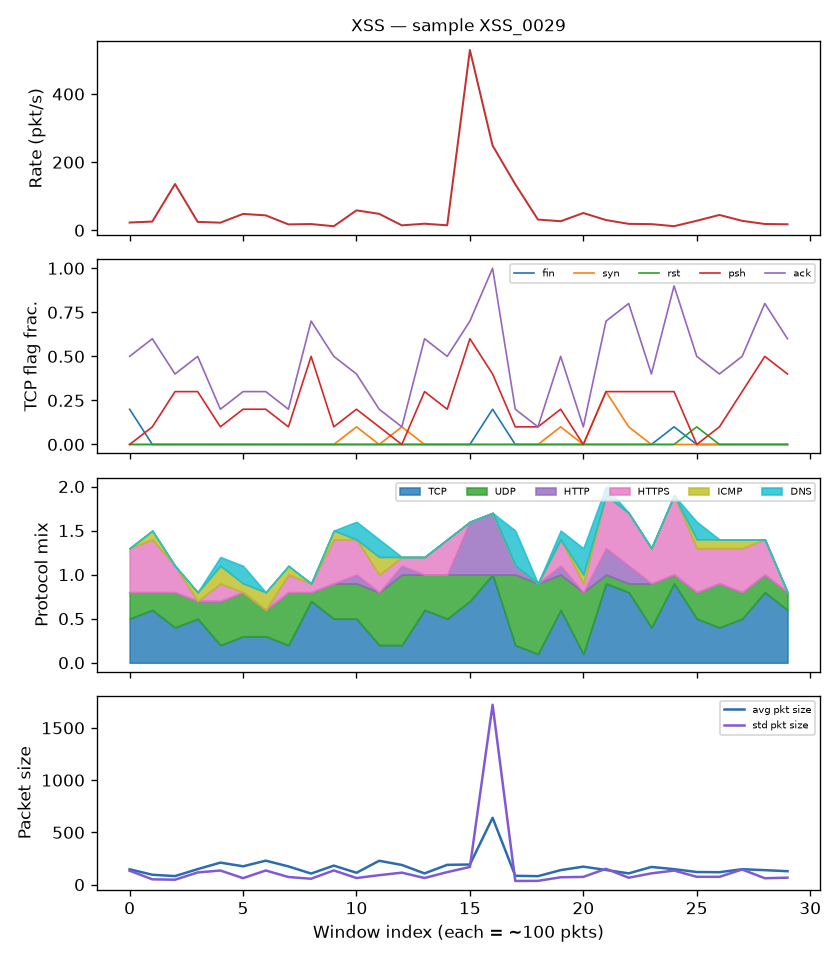 XSS — sample XSS_0029
Rate (pkt/s)
400
200
0
TCP flag frac.
1.00
0.75
0.50
0.25
0.00
fin syn rst psh ack
Protocol mix
2.0
1.5
1.0
0.5
0.0
TCP UDP HTTP HTTPS ICMP DNS
Packet size
1500
1000
500
0
avg pkt size
std pkt size
0 5 10 15 20 25 30
Window index (each = ~100 pkts)